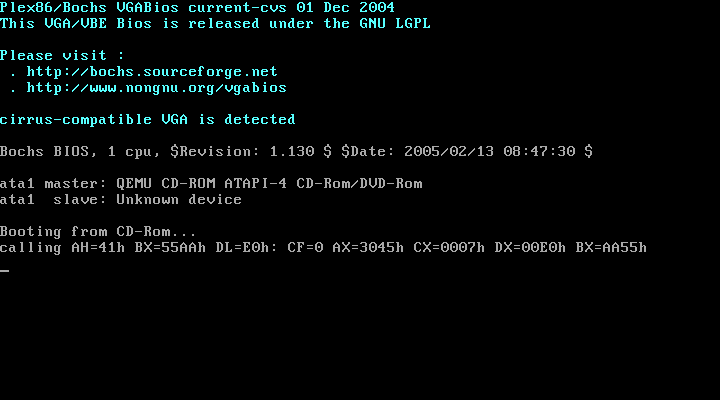 Plex86/Bochs VGABios current-cvs 01 Dec 2004
This VGA/VBE Bios is released under the GNU LGPL
Please visit :
. http://bochs.sourceforge.net
. http://www.nongnu.org/vgabios
cirrus-compatible VGA is detected
Bochs BIOS, 1 cpu, $Revision: 1.130 $ $Date: 2005/02/13 08:47:30 $
ata1 master: QEMU CD-ROM ATAPI-4 CD-Rom/DVD-Rom
ata1  slave: Unknown device
Booting from CD-Rom...
calling AH=41h BX=55AAh DL=E0h: CF=0 AX=3045h CX=0007h DX=00E0h BX=AA55h